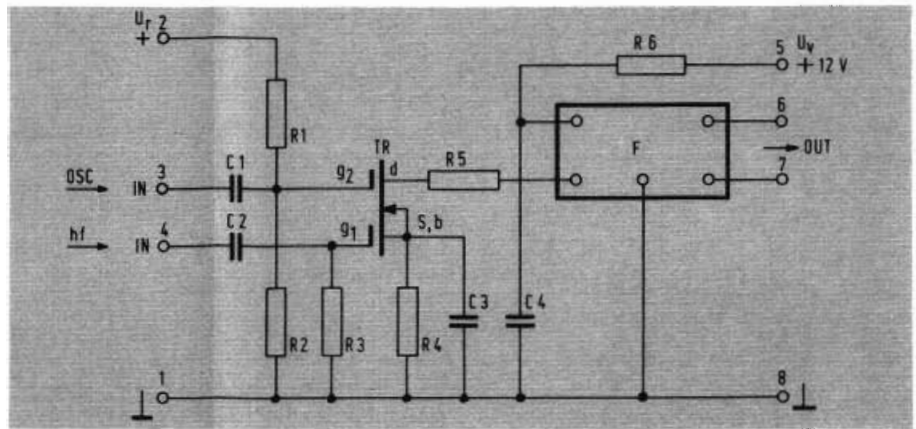 Ur 2
+
R6
5 Uv
+ 12 V
6
R1
TR
F
OUT
OSC
3
IN
C1
g2
d
R5
7
hf
4
IN
C2
g1
S,b
R2
R3
R4
C3
C4
1
8